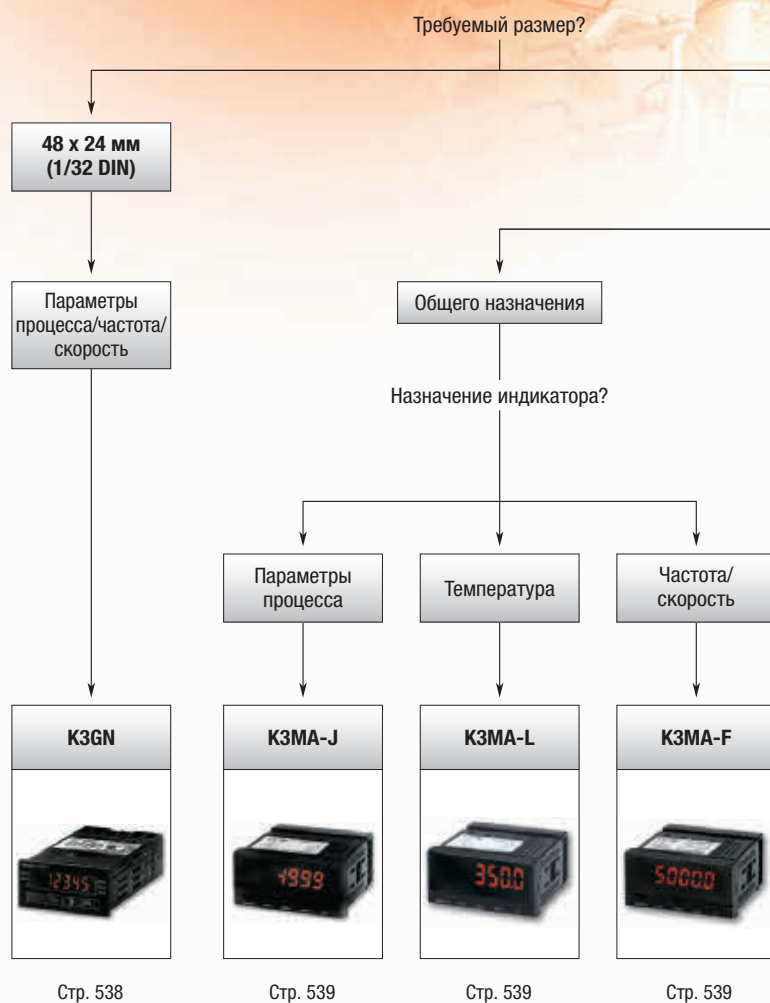 Требуемый размер?
48 x 24 мм
(1/32 DIN)
Параметры
процесса/частота/
скорость
Общего назначения
Назначение индикатора?
Параметры
процесса
Температура
Частота/
скорость
K3GN
K3MA-J
K3MA-L
K3MA-F
12345
-1999
350.0
5000.0
Стр. 538
Стр. 539
Стр. 539
Стр. 539